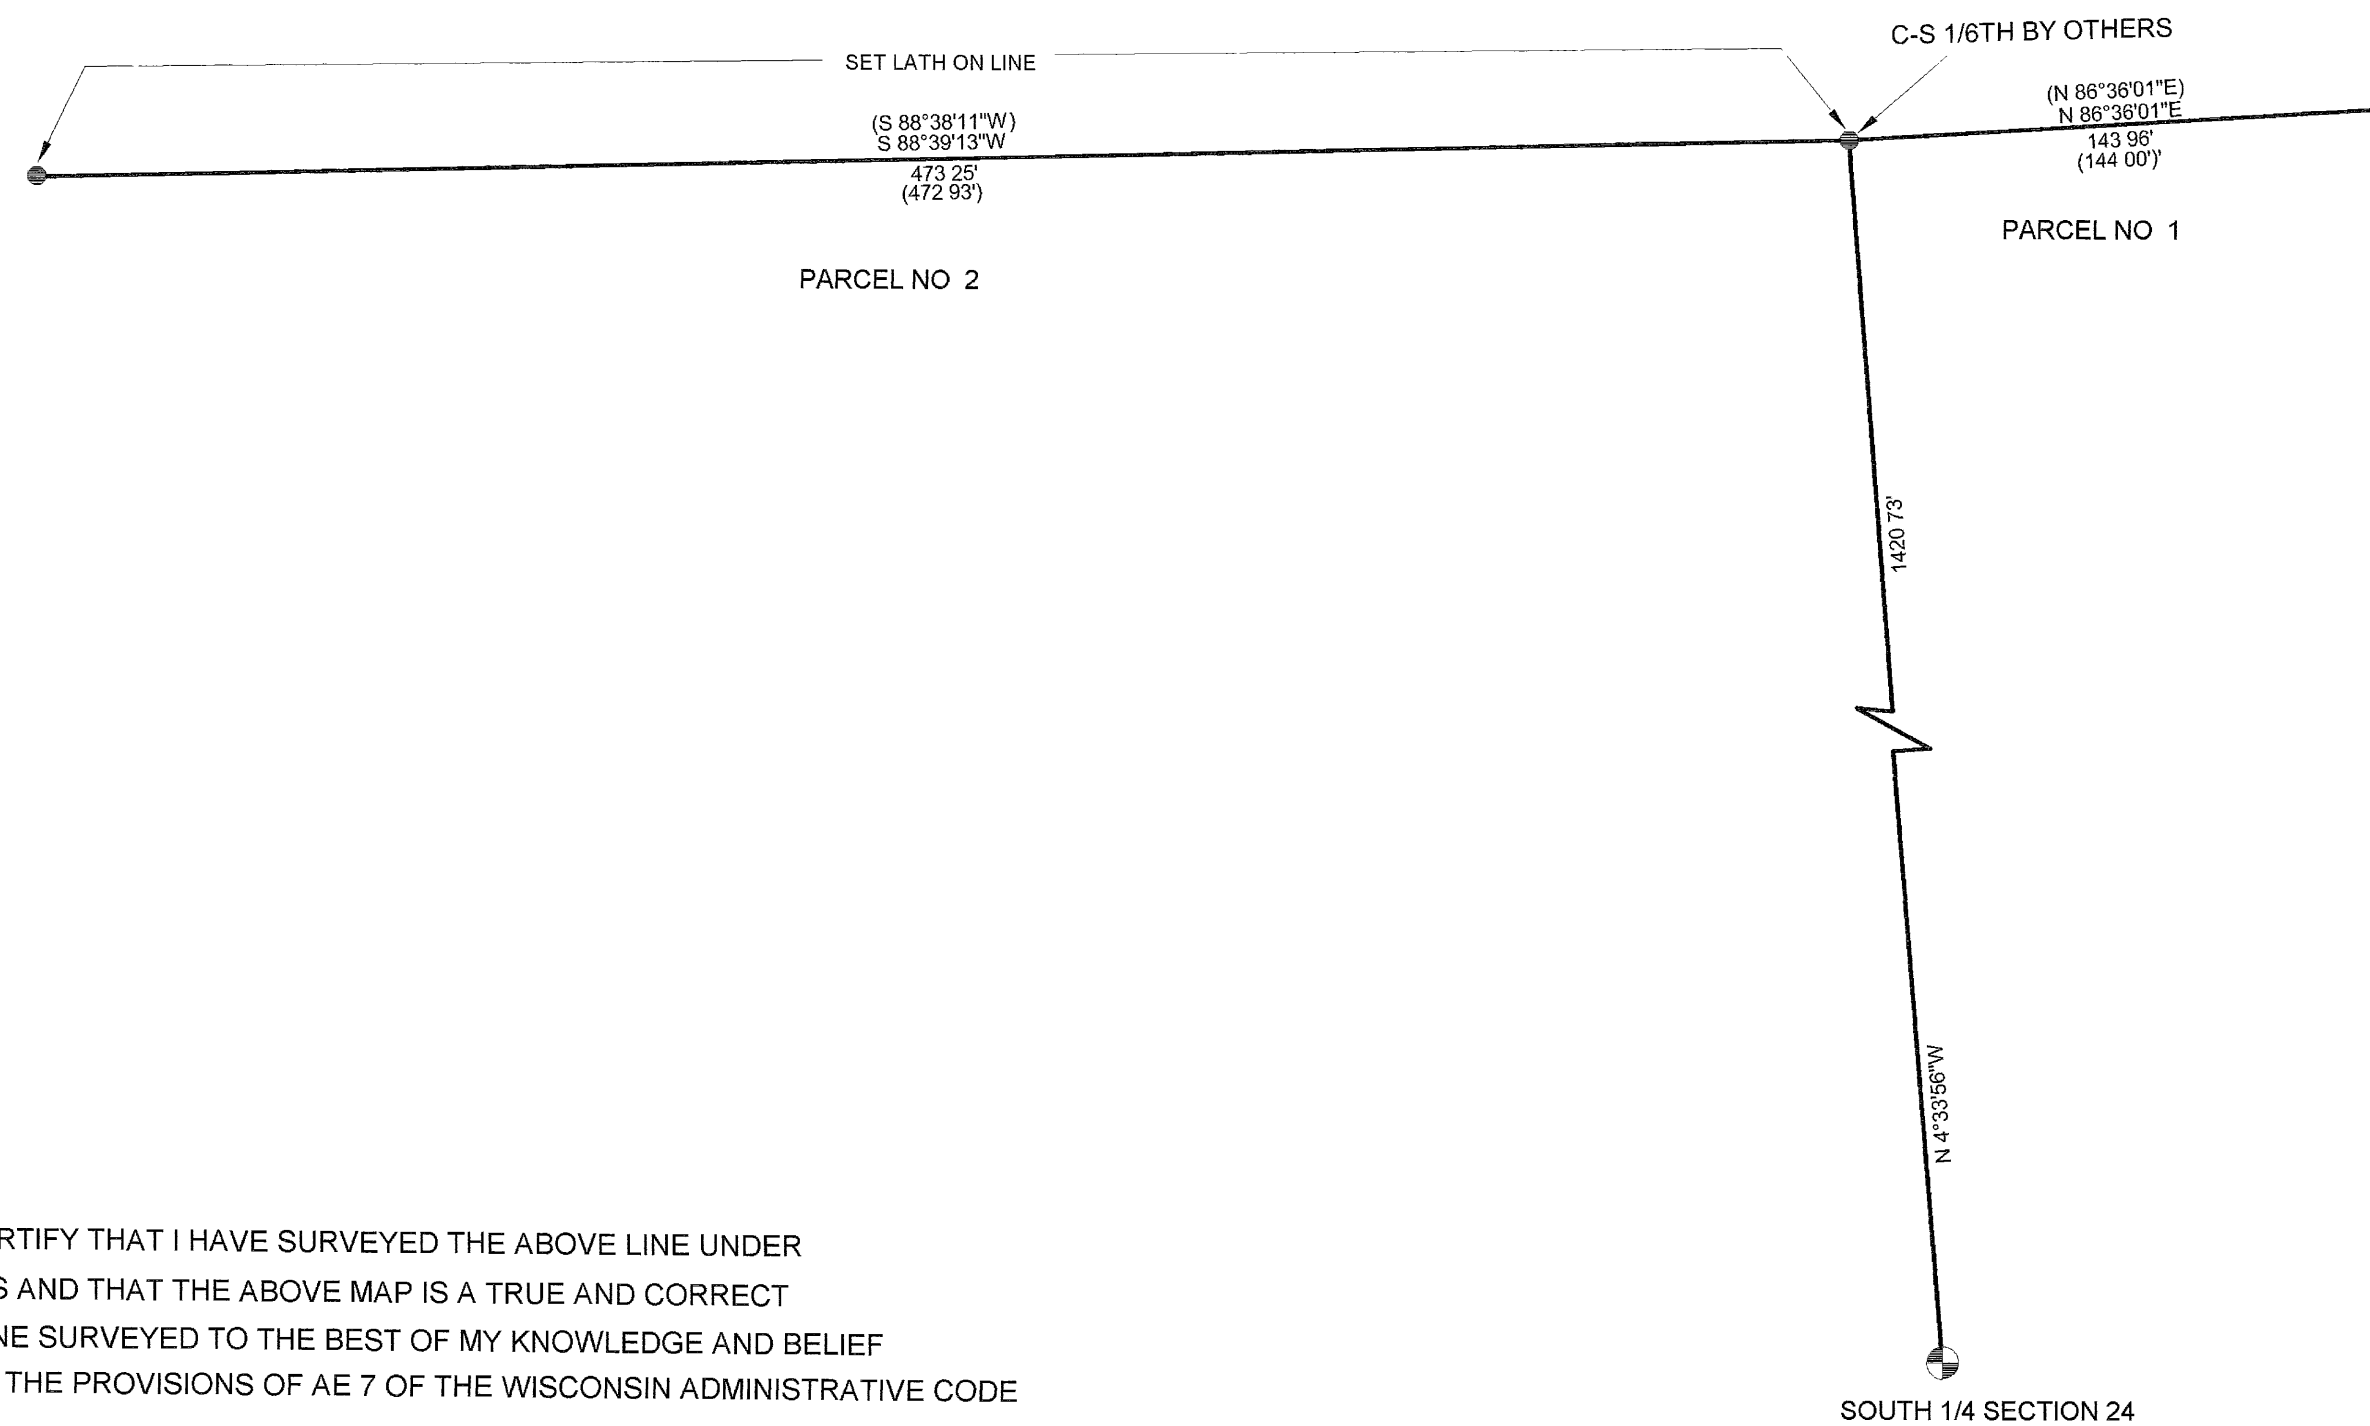 C-S 1/6TH BY OTHERS
SET LATH ON LINE
(N 86°36'01"E)
N 86°36'01"E
143 96'
(144 00')'
(S 88°38'11"W)
S 88°39'13"W
473 25'
(472 93')
PARCEL NO 1
PARCEL NO 2
1420 73'
N 4°33'56"W
RTIFY THAT I HAVE SURVEYED THE ABOVE LINE UNDER
S AND THAT THE ABOVE MAP IS A TRUE AND CORRECT
NE SURVEYED TO THE BEST OF MY KNOWLEDGE AND BELIEF
THE PROVISIONS OF AE 7 OF THE WISCONSIN ADMINISTRATIVE CODE
SOUTH 1/4 SECTION 24